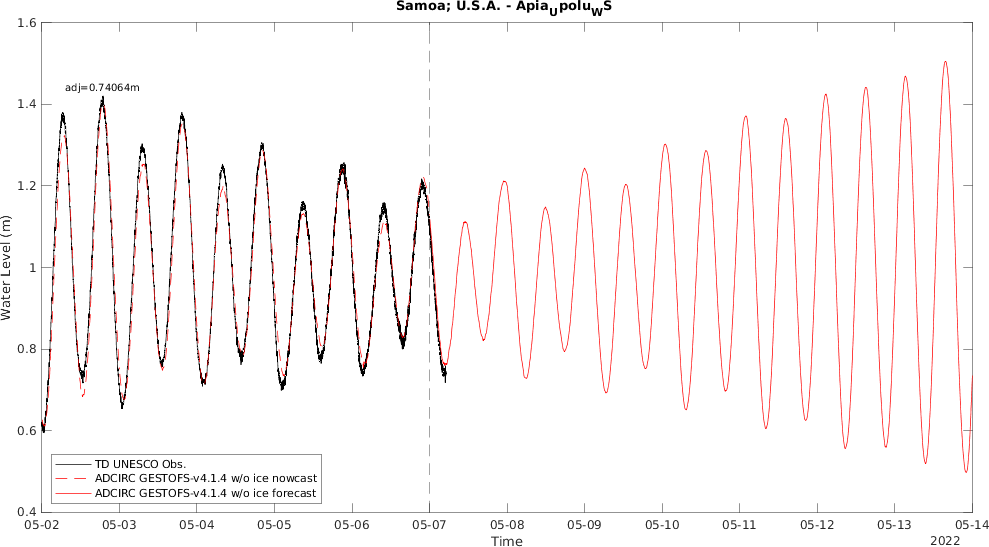 Samoa; U.S.A. - ApiaUpoluWS
1.6
1.4
1.2
1
0.8
0.6
0.4
Water Level (m)
adj=0.74064m
TD UNESCO Obs.
ADCIRC GESTOFS-v4.1.4 w/o ice nowcast
ADCIRC GESTOFS-v4.1.4 w/o ice forecast
05-02 05-03 05-04 05-05 05-06 05-07 05-08 05-09 05-10 05-11 05-12 05-13 05-14
Time
2022